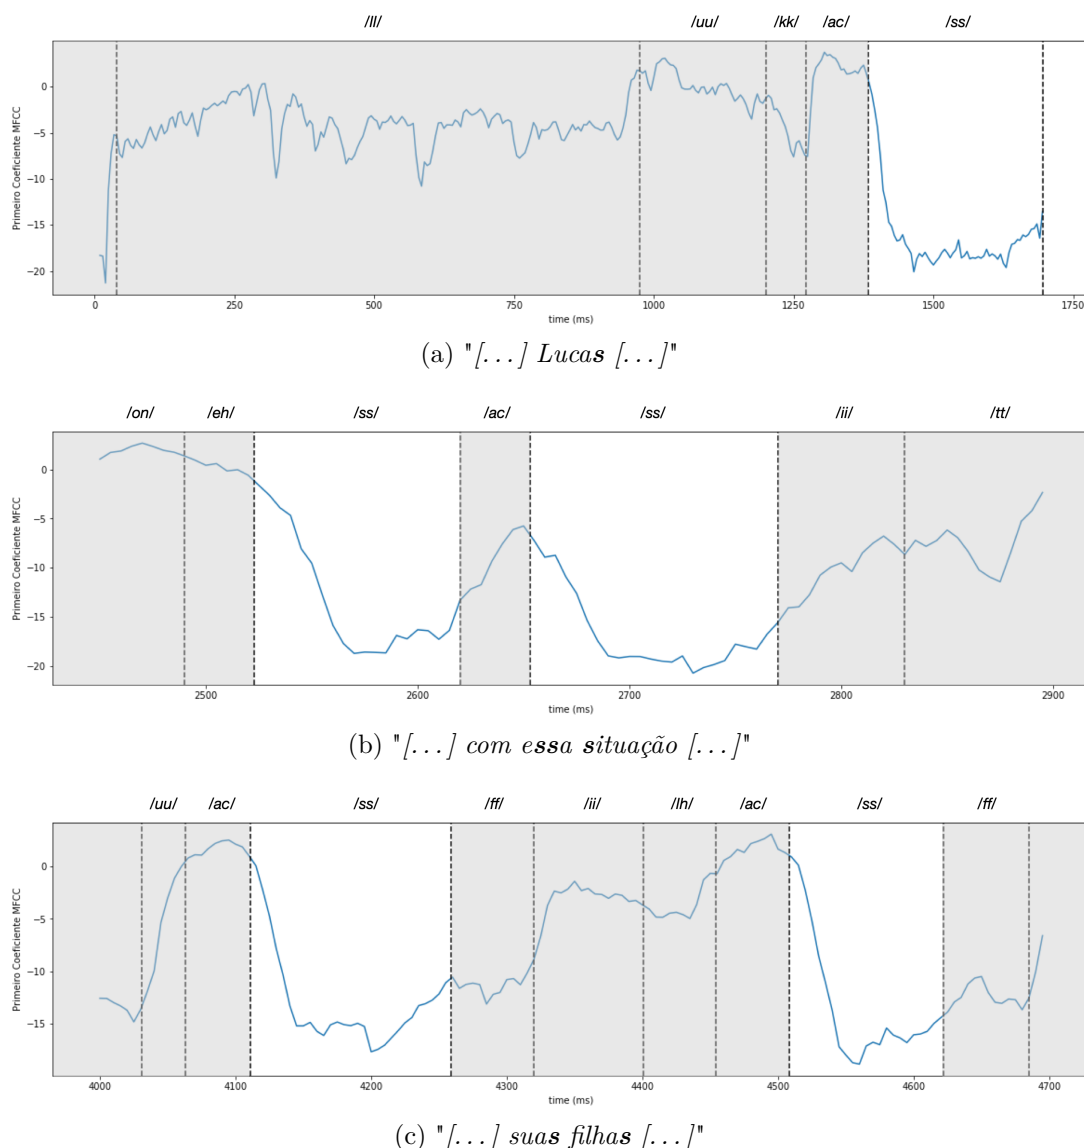 /ll/ /uu/ /kk/ /ac/ /ss/
Primeiro Coeficiente MFCC
0
−5
−10
−15
−20
0 250 500 750 1000 1250 1500 1750
time (ms)
(a) "[...] Lucas [...]"
/on/ /eh/ /ss/ /ac/ /ss/ /ii/ /tt/
Primeiro Coeficiente MFCC
0
−5
−10
−15
−20
2500 2600 2700 2800 2900
time (ms)
(b) "[...] com essa situação [...]"
/uu/ /ac/ /ss/ /ff/ /ii/ /lh/ /ac/ /ss/ /ff/
Primeiro Coeficiente MFCC
0
−5
−10
−15
4000 4100 4200 4300 4400 4500 4600 4700
time (ms)
(c) "[...] suas filhas [...]"